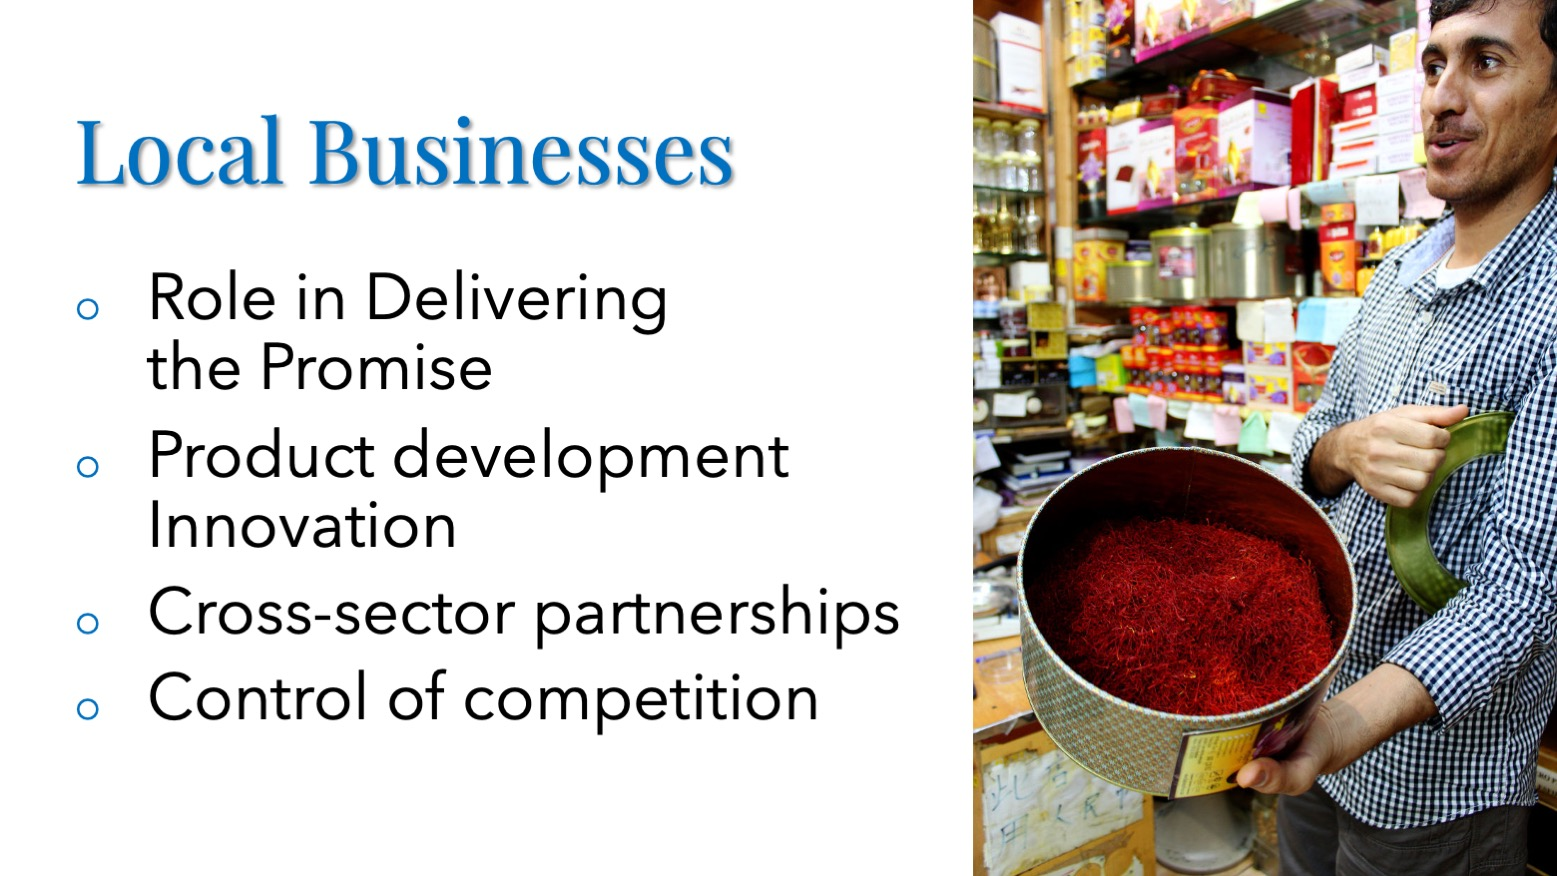 Local Businesses
Role in Delivering
the Promise
Product development
Innovation
Cross-sector partnerships
Control of competition